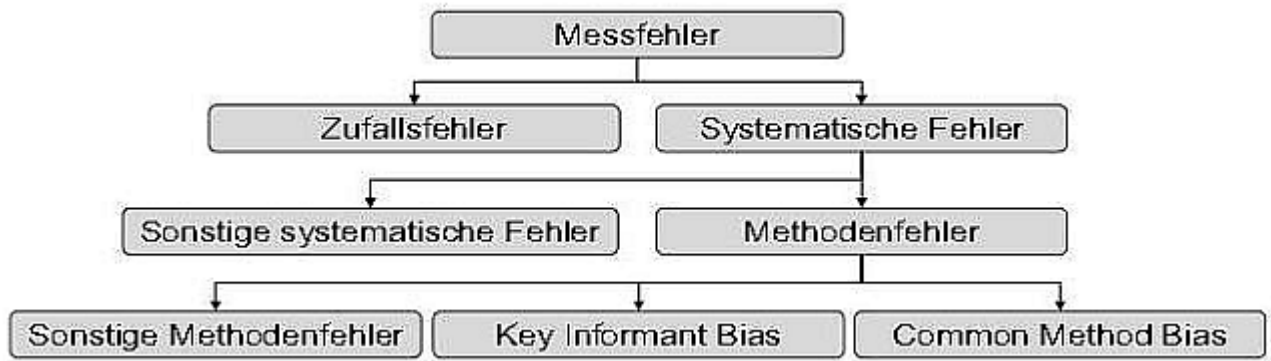 Messfehler
Zufallsfehler
Systematische Fehler
Sonstige systematische Fehler
Methodenfehler
Sonstige Methodenfehler
Key Informant Bias
Common Method Bias